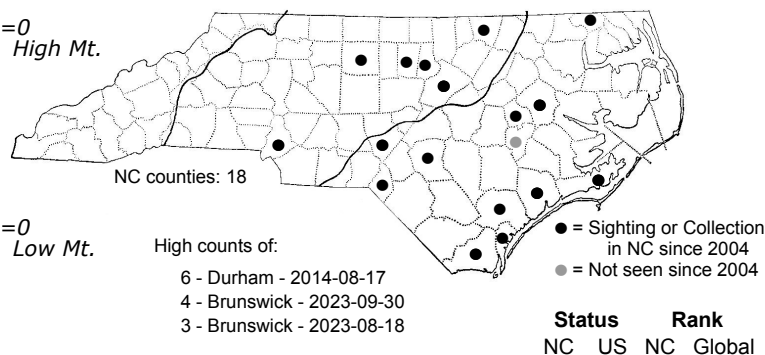 =0
High Mt.
NC counties: 18
=0
Low Mt.
High counts of:
6 - Durham - 2014-08-17
4 - Brunswick - 2023-09-30
3 - Brunswick - 2023-08-18
● = Sighting or Collection
in NC since 2004
● = Not seen since 2004
Status Rank
NC US NC Global